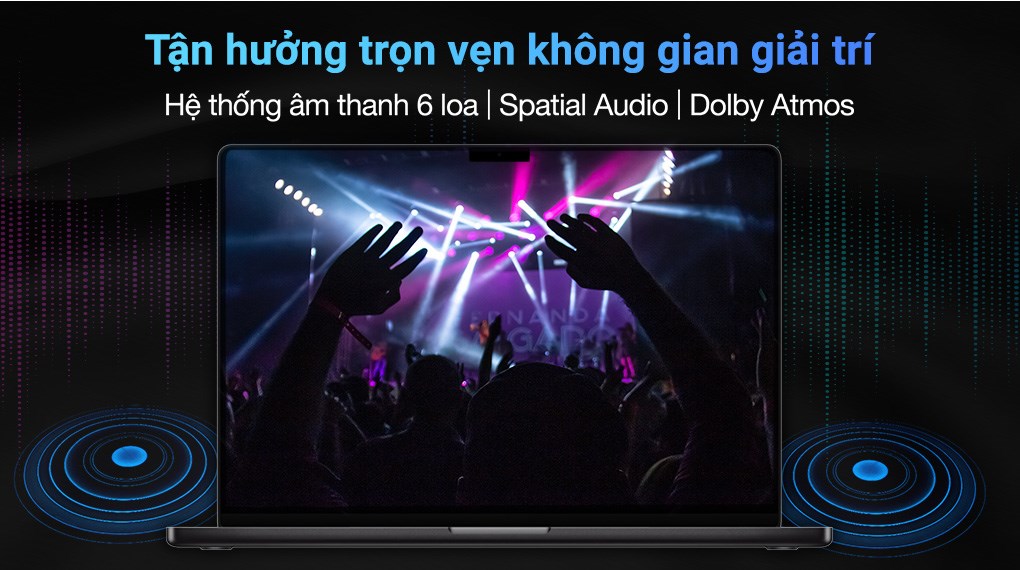 Tận hưởng trọn vẹn không gian giải trí
Hệ thống âm thanh 6 loa | Spatial Audio | Dolby Atmos